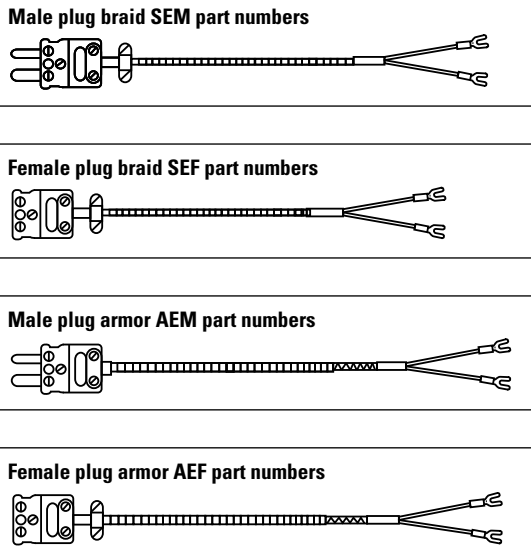 Male plug braid SEM part numbers
Female plug braid SEF part numbers
Male plug armor AEM part numbers
Female plug armor AEF part numbers